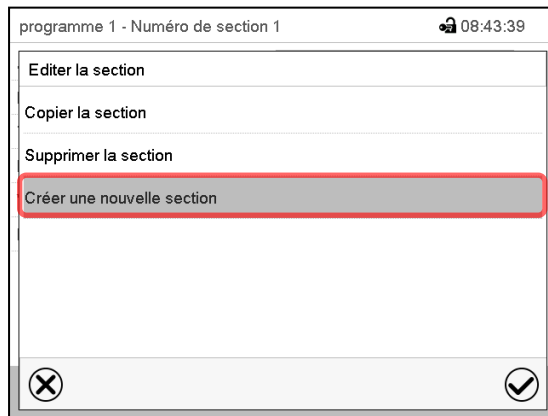 programme 1 - Numéro de section 1 08:43:39
Editer la section
Copier la section
Supprimer la section
Créer une nouvelle section